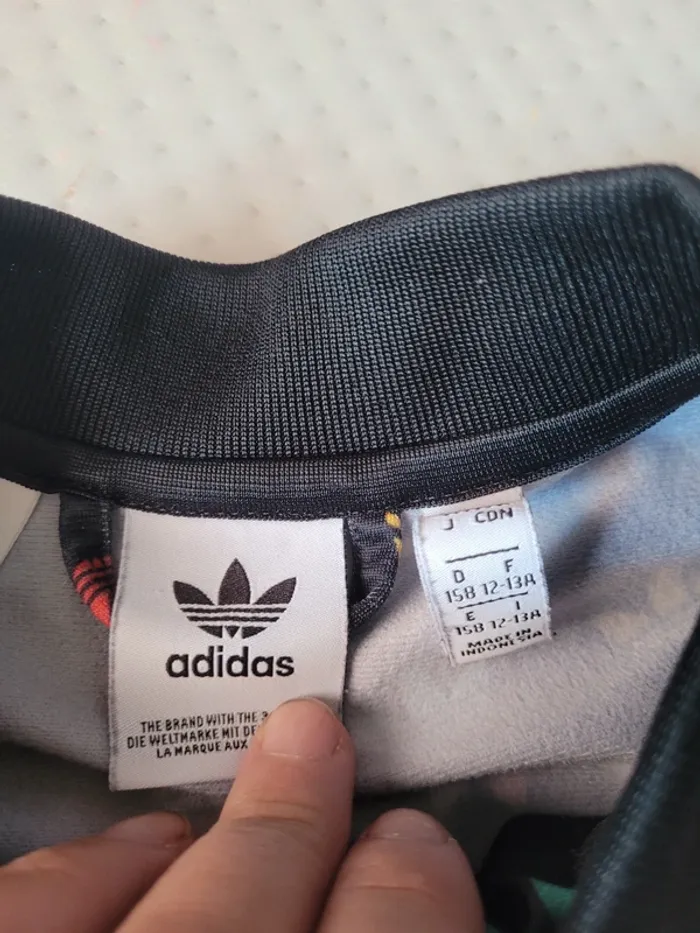 adidas
THE BRAND WITH THE 3
DIE WELTMARKE MIT DE
LA MARQUE AUX
J CDN
D F
158 12-13A
E I
158 12-13A
MADE IN
INDONESIA